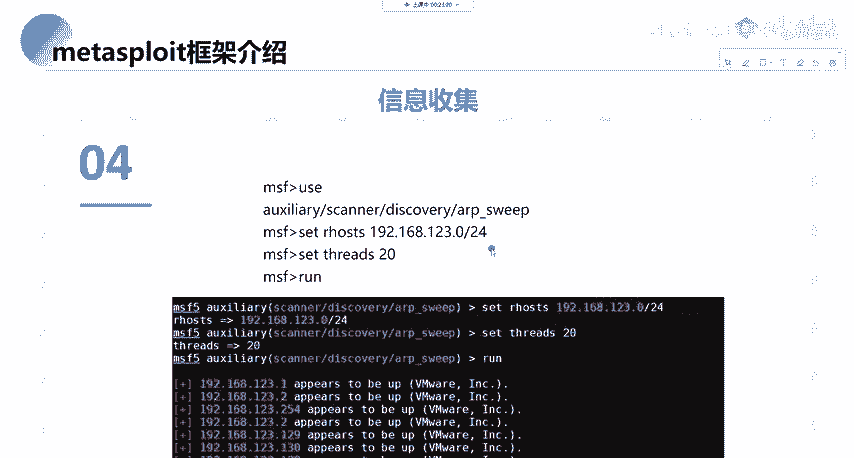 metasploit框架介绍
信息收集
04
msf>use
auxiliary/scanner/discovery/arp_sweep
msf>set rhosts 192.168.123.0/24
msf>set threads 20
msf>run
msf5 auxiliary(scanner/discovery/arp_sweep) > set rhosts 192.168.123.0/24
rhosts => 192.168.123.0/24
msf5 auxiliary(scanner/discovery/arp_sweep) > set threads 20
threads => 20
msf5 auxiliary(scanner/discovery/arp_sweep) > run
[+] 192.168.123.1 appears to be up (VMware, Inc.).
[+] 192.168.123.2 appears to be up (VMware, Inc.).
[+] 192.168.123.254 appears to be up (VMware, Inc.).
[+] 192.168.123.2 appears to be up (VMware, Inc.).
[+] 192.168.123.129 appears to be up (VMware, Inc.).
[+] 192.168.123.130 appears to be up (VMware, Inc.).